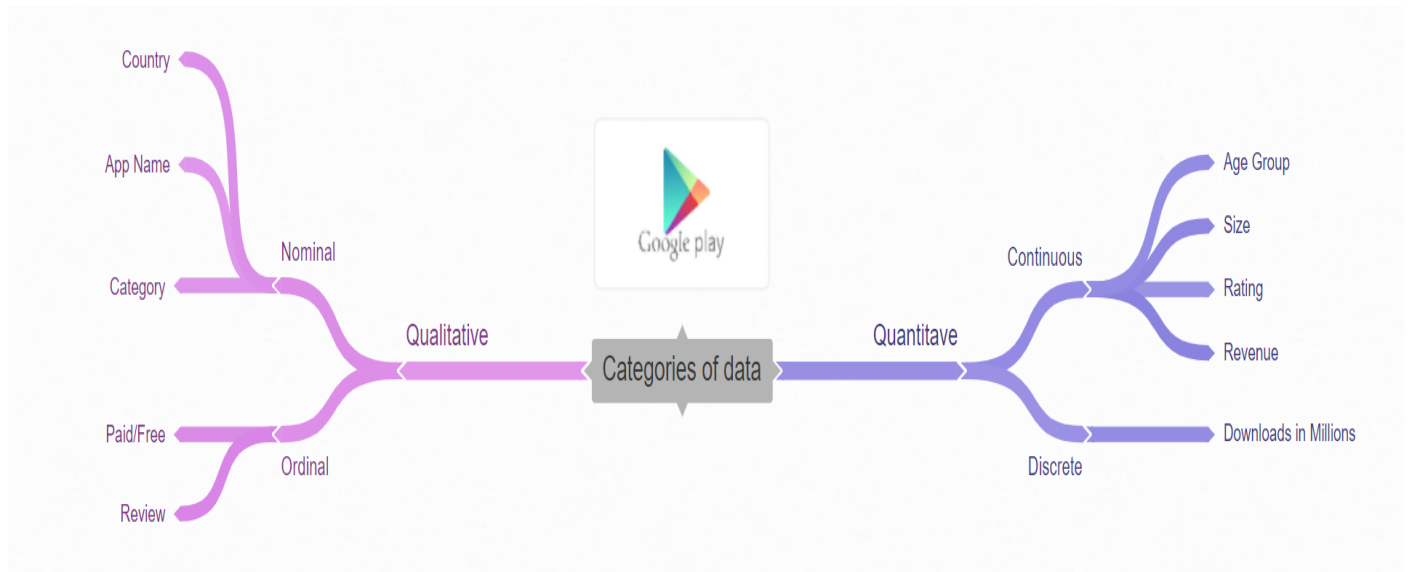 Country
App Name
Category
Nominal
Paid/Free
Review
Ordinal
Qualitative
Google play
Categories of data
Quantitave
Continuous
Age Group
Size
Rating
Revenue
Discrete
Downloads in Millions